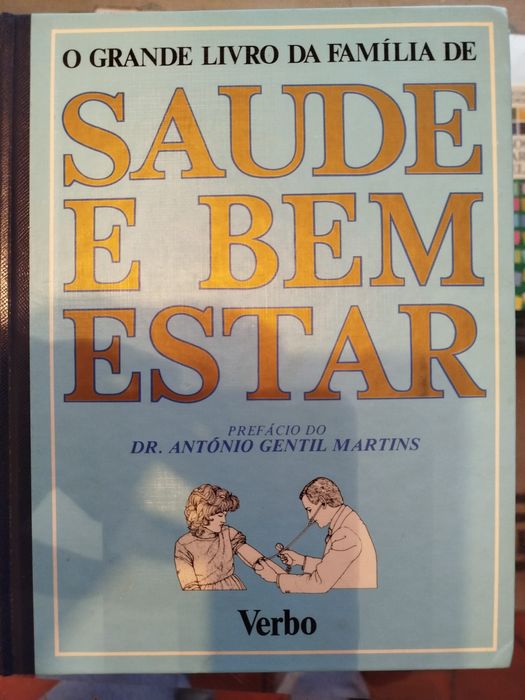 O GRANDE LIVRO DA FAMÍLIA DE
SAUDE
E BEM
ESTAR
PREFÁCIO DO
DR. ANTÓNIO GENTIL MARTINS
Verbo